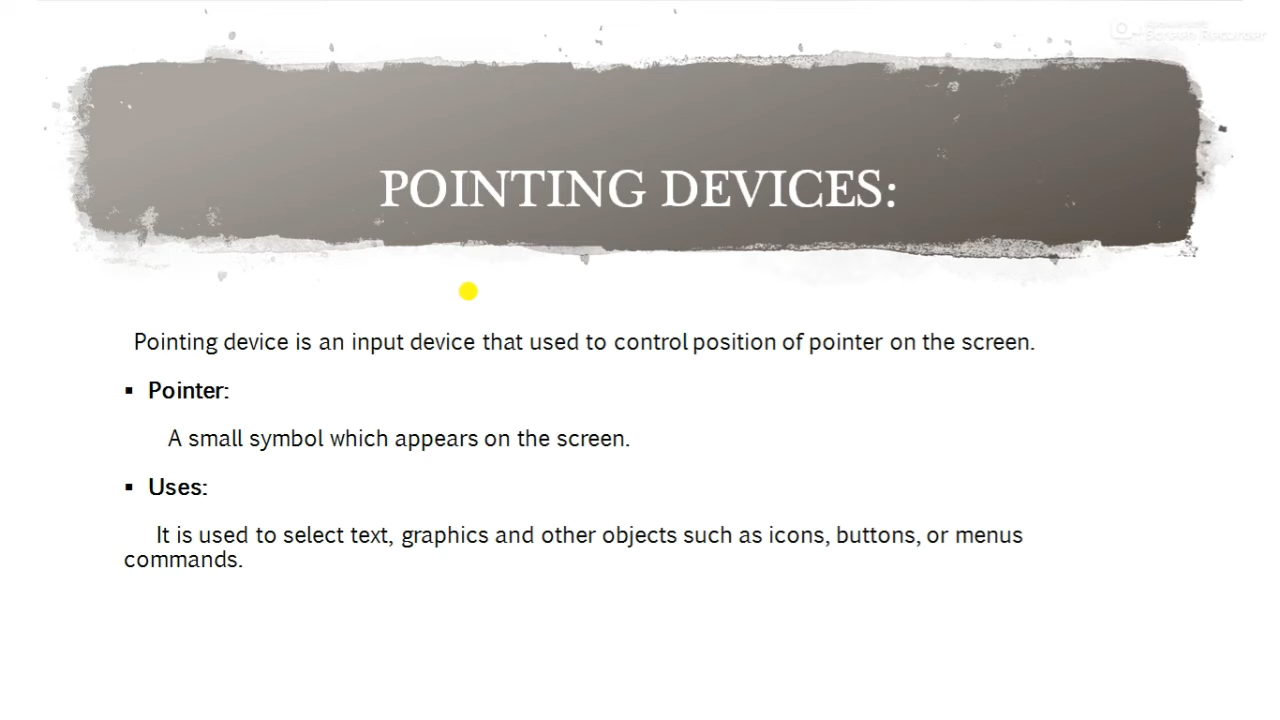 Screen Recorder
POINTING DEVICES:
Pointing device is an input device that used to control position of pointer on the screen.
▪ Pointer:
A small symbol which appears on the screen.
▪ Uses:
It is used to select text, graphics and other objects such as icons, buttons, or menus
commands.